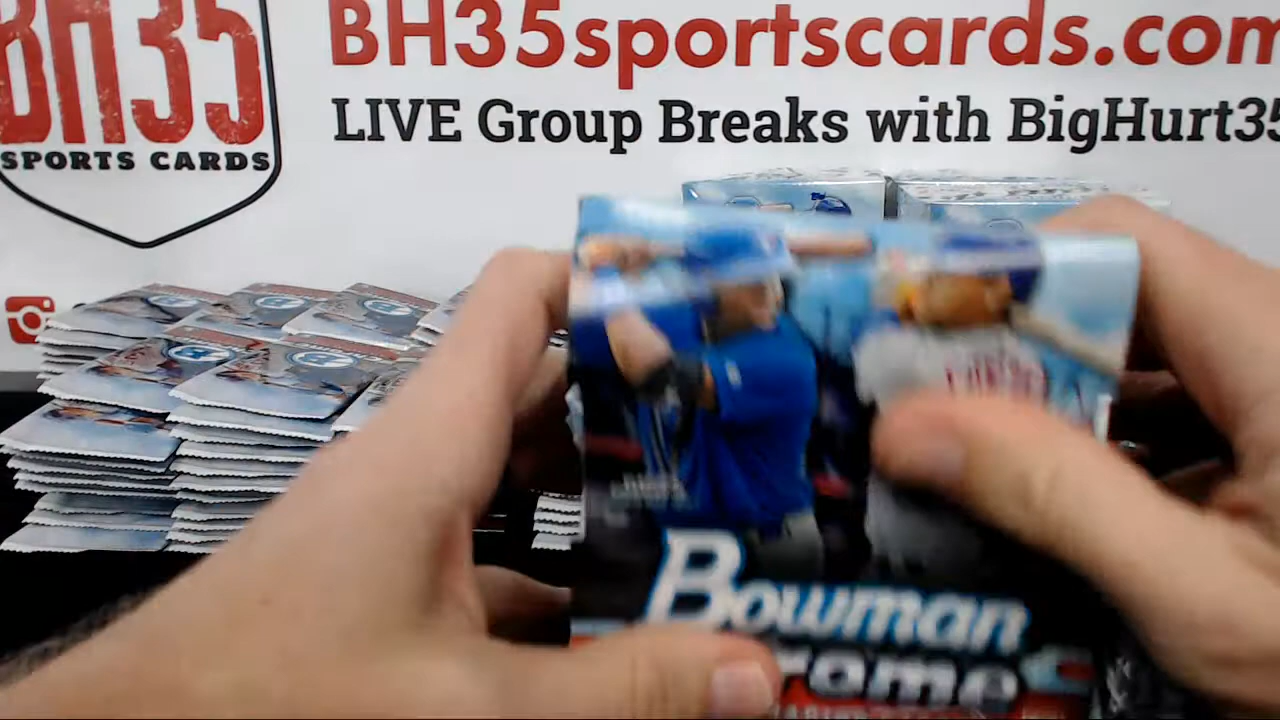 BH35
SPORTS CARDS
BH35sportscards.com
LIVE Group Breaks with BigHurt35
Bowman